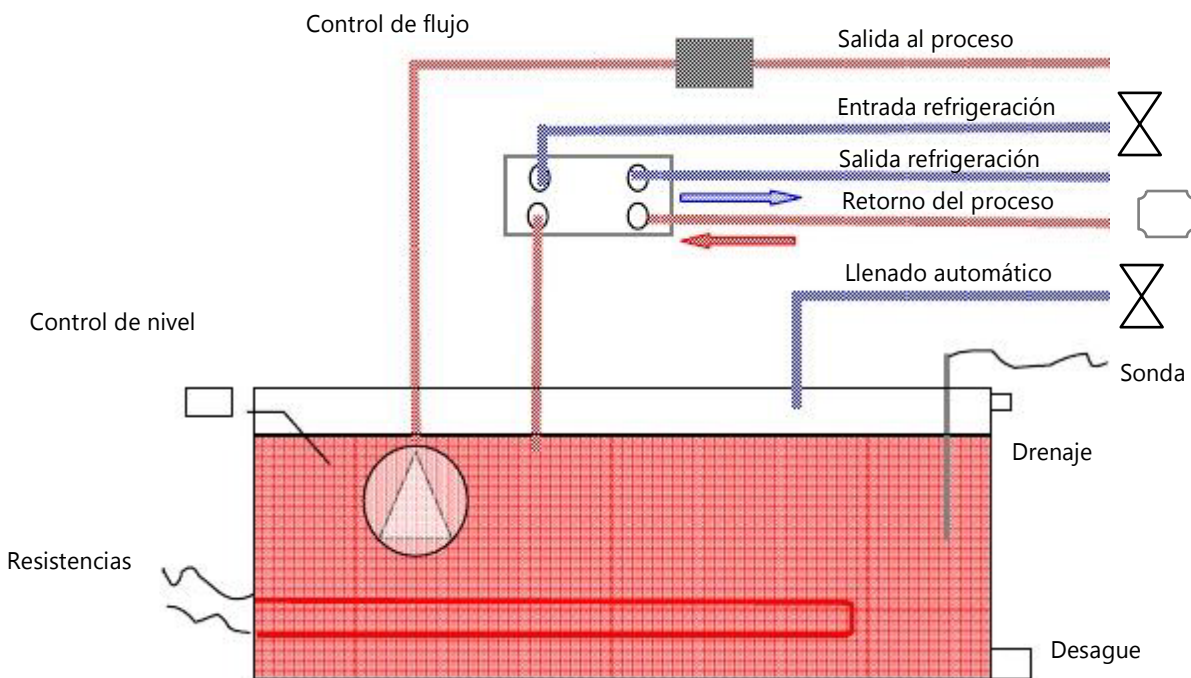 Control de flujo
Salida al proceso
Entrada refrigeración
Salida refrigeración
Retorno del proceso
Llenado automático
Control de nivel
Sonda
Drenaje
Resistencias
Desague